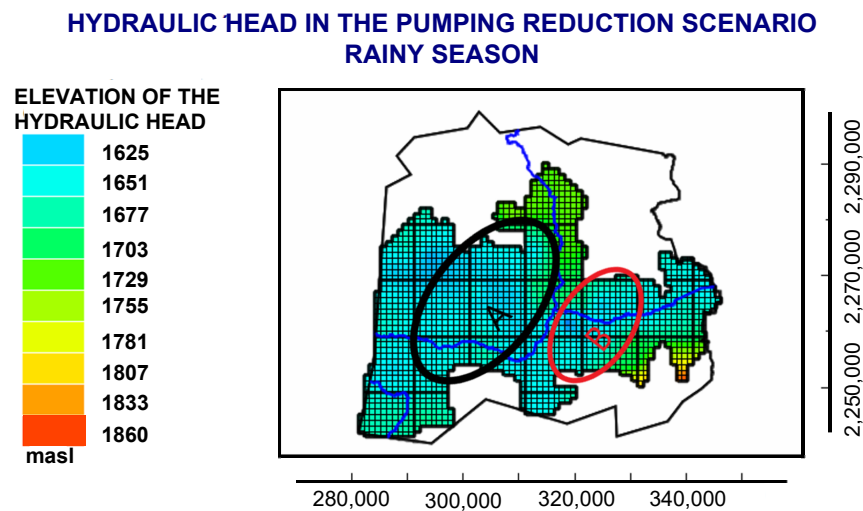 HYDRAULIC HEAD IN THE PUMPING REDUCTION SCENARIO
RAINY SEASON
ELEVATION OF THE
HYDRAULIC HEAD
1625
1651
1677
1703
1729
1755
1781
1807
1833
1860
masl
A
B
2,290,000
2,270,000
2,250,000
280,000
300,000
320,000
340,000